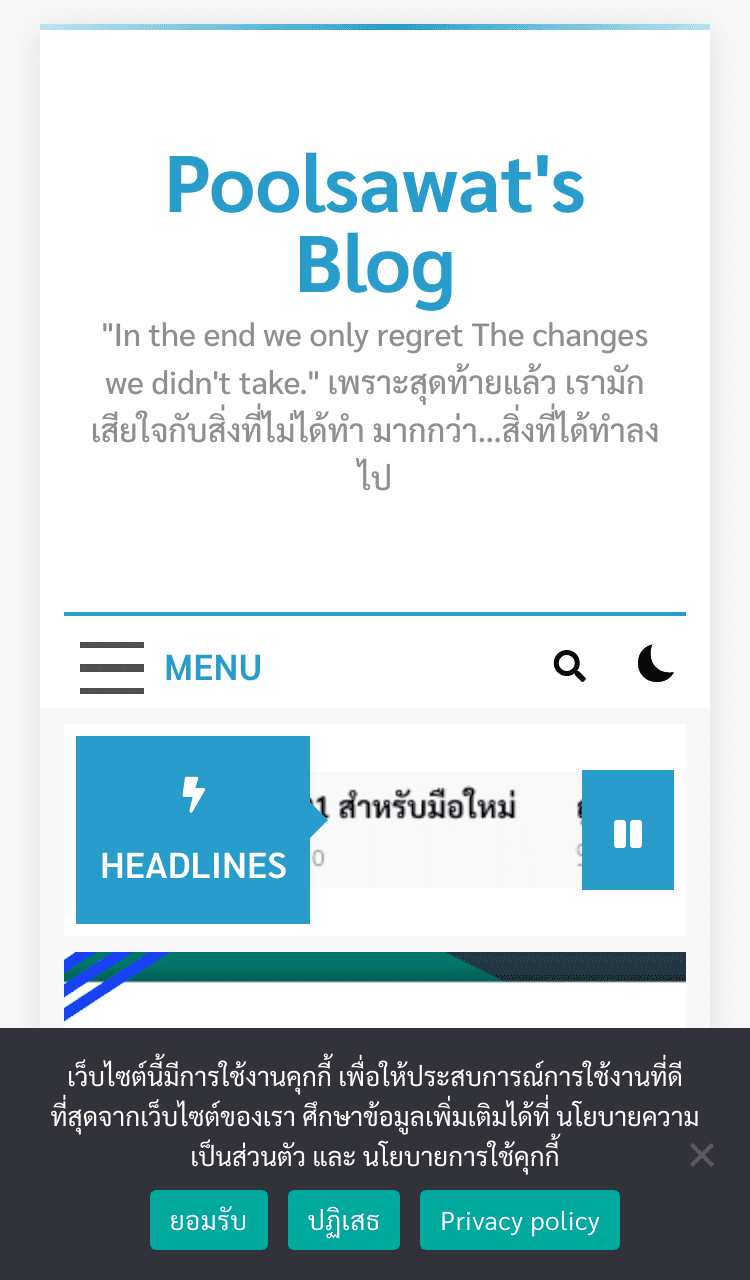 Poolsawat's
Blog
"In the end we only regret The changes
we didn't take." เพราะสุดท้ายแล้ว เรามัก
เสียใจกับสิ่งที่ไม่ได้ทำ มากกว่า...สิ่งที่ได้ทำลง
ไป
MENU
HEADLINES
สำหรับมือใหม่
เว็บไซต์นี้มีการใช้งานคุกกี้ เพื่อให้ประสบการณ์การใช้งานที่ดี
ที่สุดจากเว็บไซต์ของเรา ศึกษาข้อมูลเพิ่มเติมได้ที่ นโยบายความ
เป็นส่วนตัว และ นโยบายการใช้คุกกี้
ยอมรับ ปฏิเสธ Privacy policy